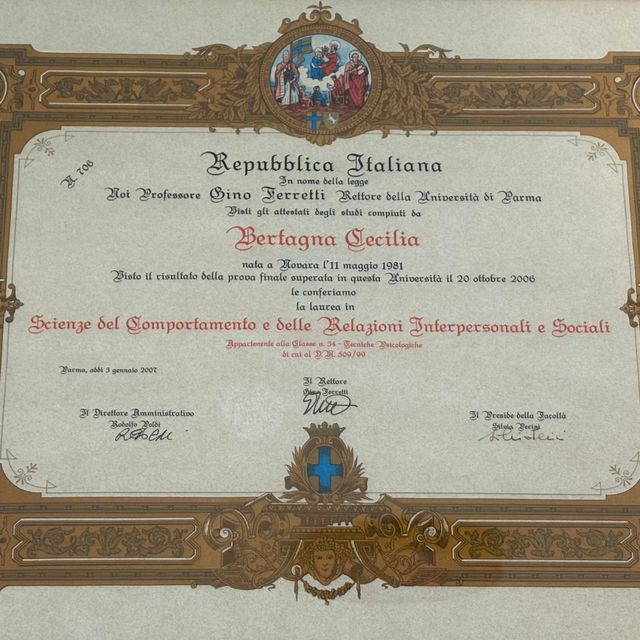 N. 706
Repubblica Italiana
In nome della legge
Noi Professore Gino Ferretti Rettore della Università di Parma
Visti gli attestati degli studi compiuti da
Bertagna Cecilia
nata a Novara l'11 maggio 1981
Visto il risultato della prova finale superata in questa Università il 20 ottobre 2006
le conferiamo
la laurea in
Scienze del Comportamento e delle Relazioni Interpersonali e Sociali
Appartenente alla Classe n. 34 - Tecniche Psicologiche
di cui al D.M. 509/99
Parma, addì 3 gennaio 2007
Il Rettore
Gino Ferretti
Il Direttore Amministrativo
Rodolfo Poldi
Il Preside della Facoltà
Silvia Perini